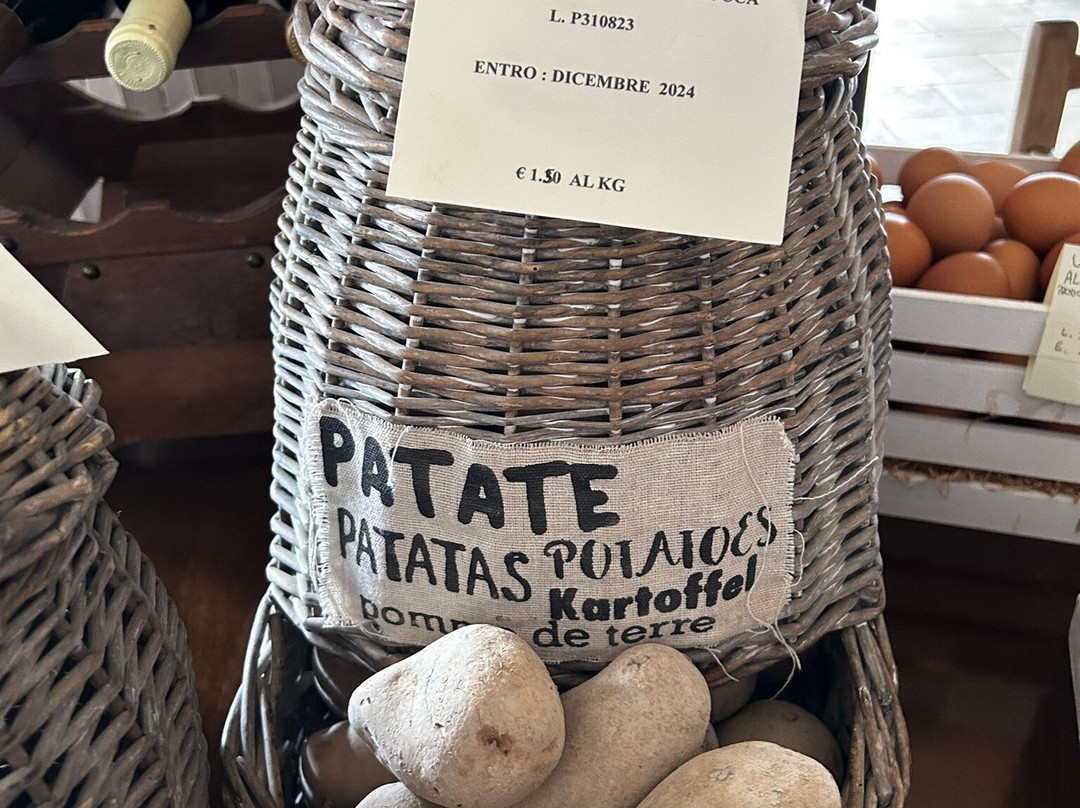 L. P310823
ENTRO : DICEMBRE 2024
€ 1.50 AL KG
PATATE
PATATAS POTATOES
Kartoffel
de terre